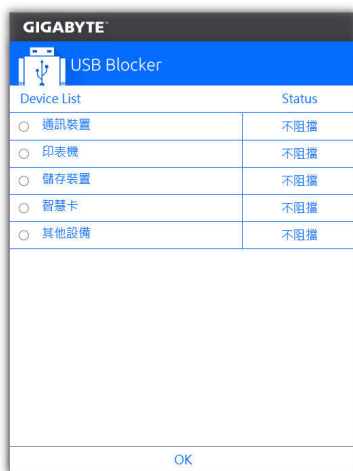 GIGABYTE™
USB Blocker
Device List Status
通訊裝置 不阻擋
印表機 不阻擋
儲存裝置 不阻擋
智慧卡 不阻擋
其他設備 不阻擋
OK